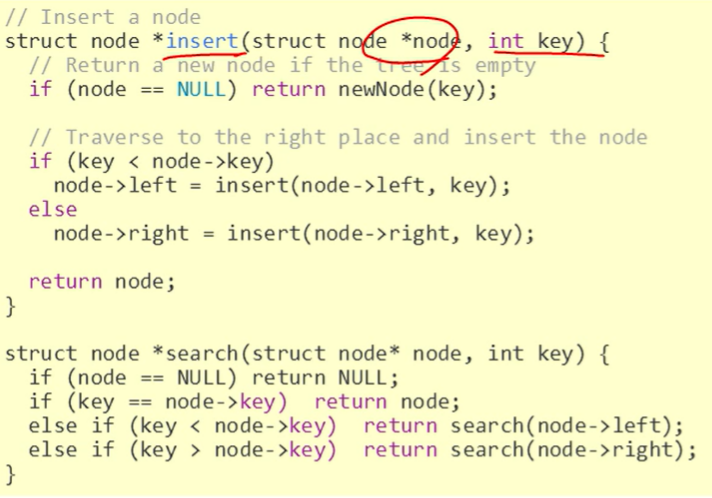 // Insert a node
struct node *insert(struct node *node, int key) {
  // Return a new node if the tree is empty
  if (node == NULL) return newNode(key);

  // Traverse to the right place and insert the node
  if (key < node->key)
    node->left = insert(node->left, key);
  else
    node->right = insert(node->right, key);

  return node;
}

struct node *search(struct node* node, int key) {
  if (node == NULL) return NULL;
  if (key == node->key)  return node;
  else if (key < node->key)  return search(node->left);
  else if (key > node->key)  return search(node->right);
}